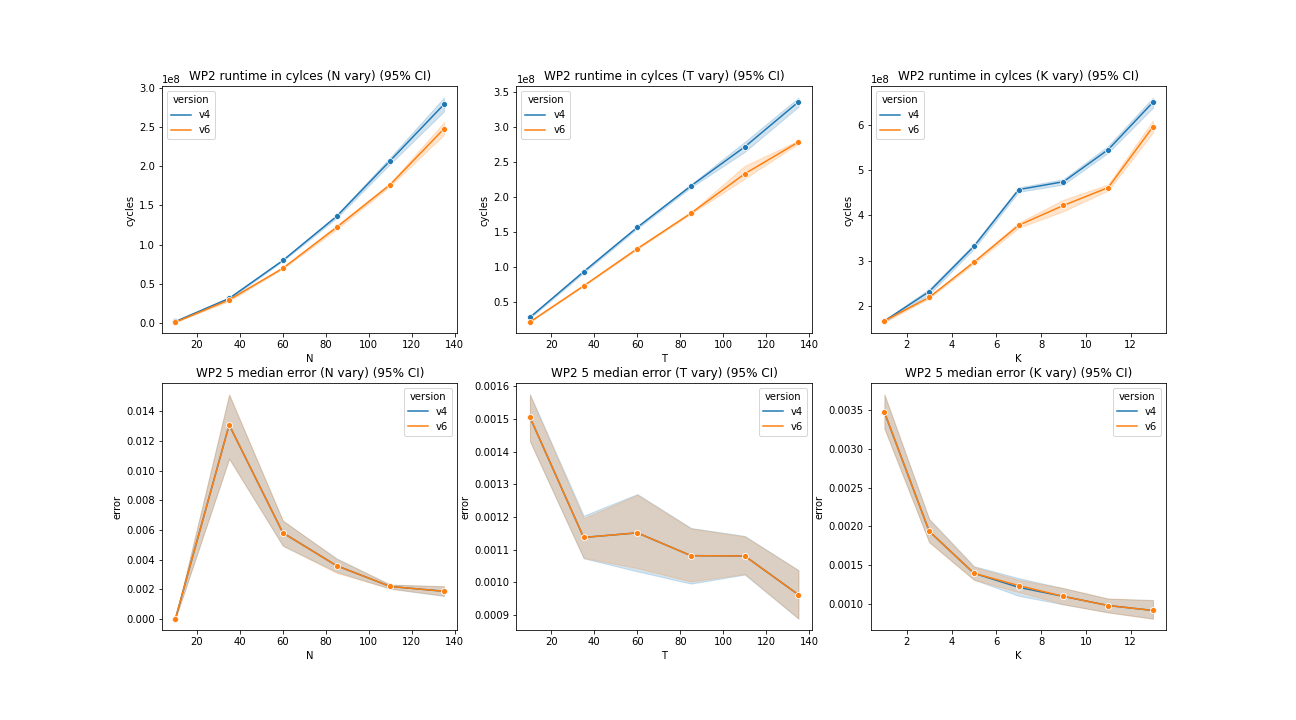 WP2 runtime in cylces (N vary) (95% CI)
1e8
version
v4
v6
3.0
2.5
2.0
1.5
1.0
0.5
0.0
cycles
20 40 60 80 100 120 140
N
WP2 runtime in cylces (T vary) (95% CI)
1e8
version
v4
v6
3.5
3.0
2.5
2.0
1.5
1.0
0.5
cycles
20 40 60 80 100 120 140
T
WP2 runtime in cylces (K vary) (95% CI)
1e8
version
v4
v6
6
5
4
3
2
cycles
2 4 6 8 10 12
K
WP2 5 median error (N vary) (95% CI)
version
v4
v6
0.014
0.012
0.010
0.008
0.006
0.004
0.002
0.000
error
20 40 60 80 100 120 140
N
WP2 5 median error (T vary) (95% CI)
version
v4
v6
0.0016
0.0015
0.0014
0.0013
0.0012
0.0011
0.0010
0.0009
error
20 40 60 80 100 120 140
T
WP2 5 median error (K vary) (95% CI)
version
v4
v6
0.0035
0.0030
0.0025
0.0020
0.0015
0.0010
error
2 4 6 8 10 12
K